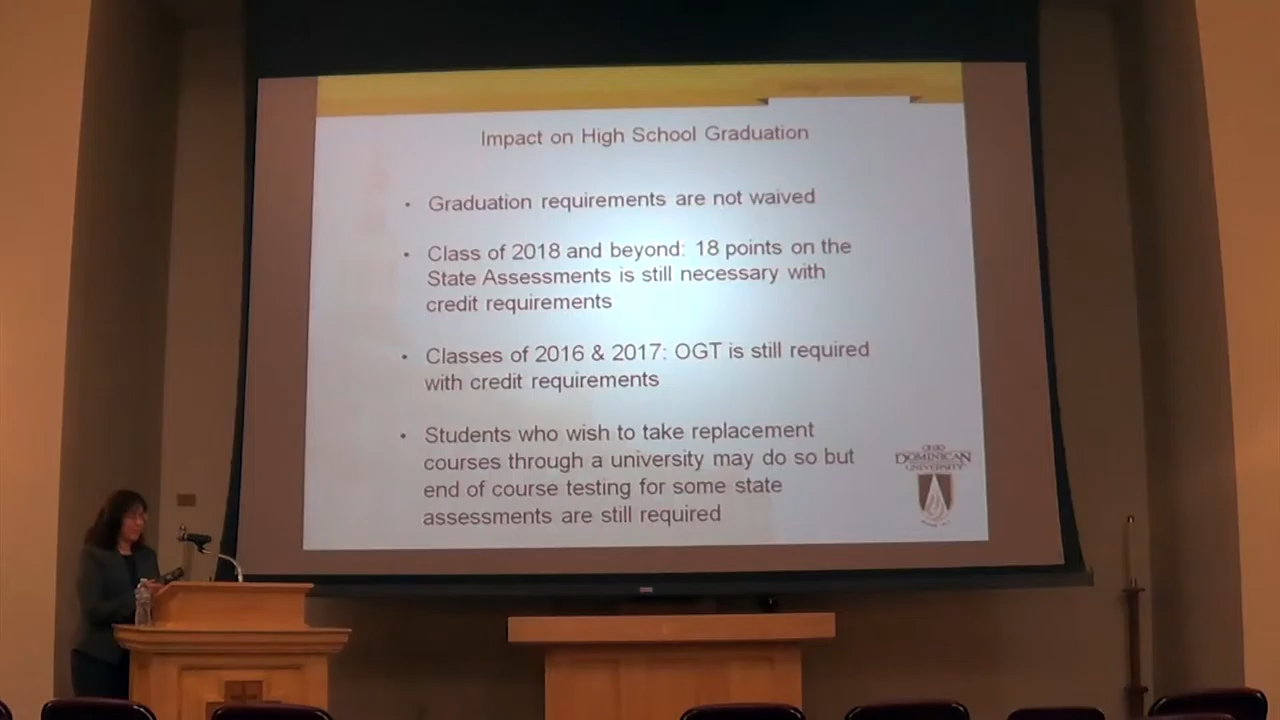 Impact on High School Graduation
• Graduation requirements are not waived
• Class of 2018 and beyond: 18 points on the
State Assessments is still necessary with
credit requirements
• Classes of 2016 & 2017: OGT is still required
with credit requirements
• Students who wish to take replacement
courses through a university may do so but
end of course testing for some state
assessments are still required
OHIO
DOMINICAN
UNIVERSITY